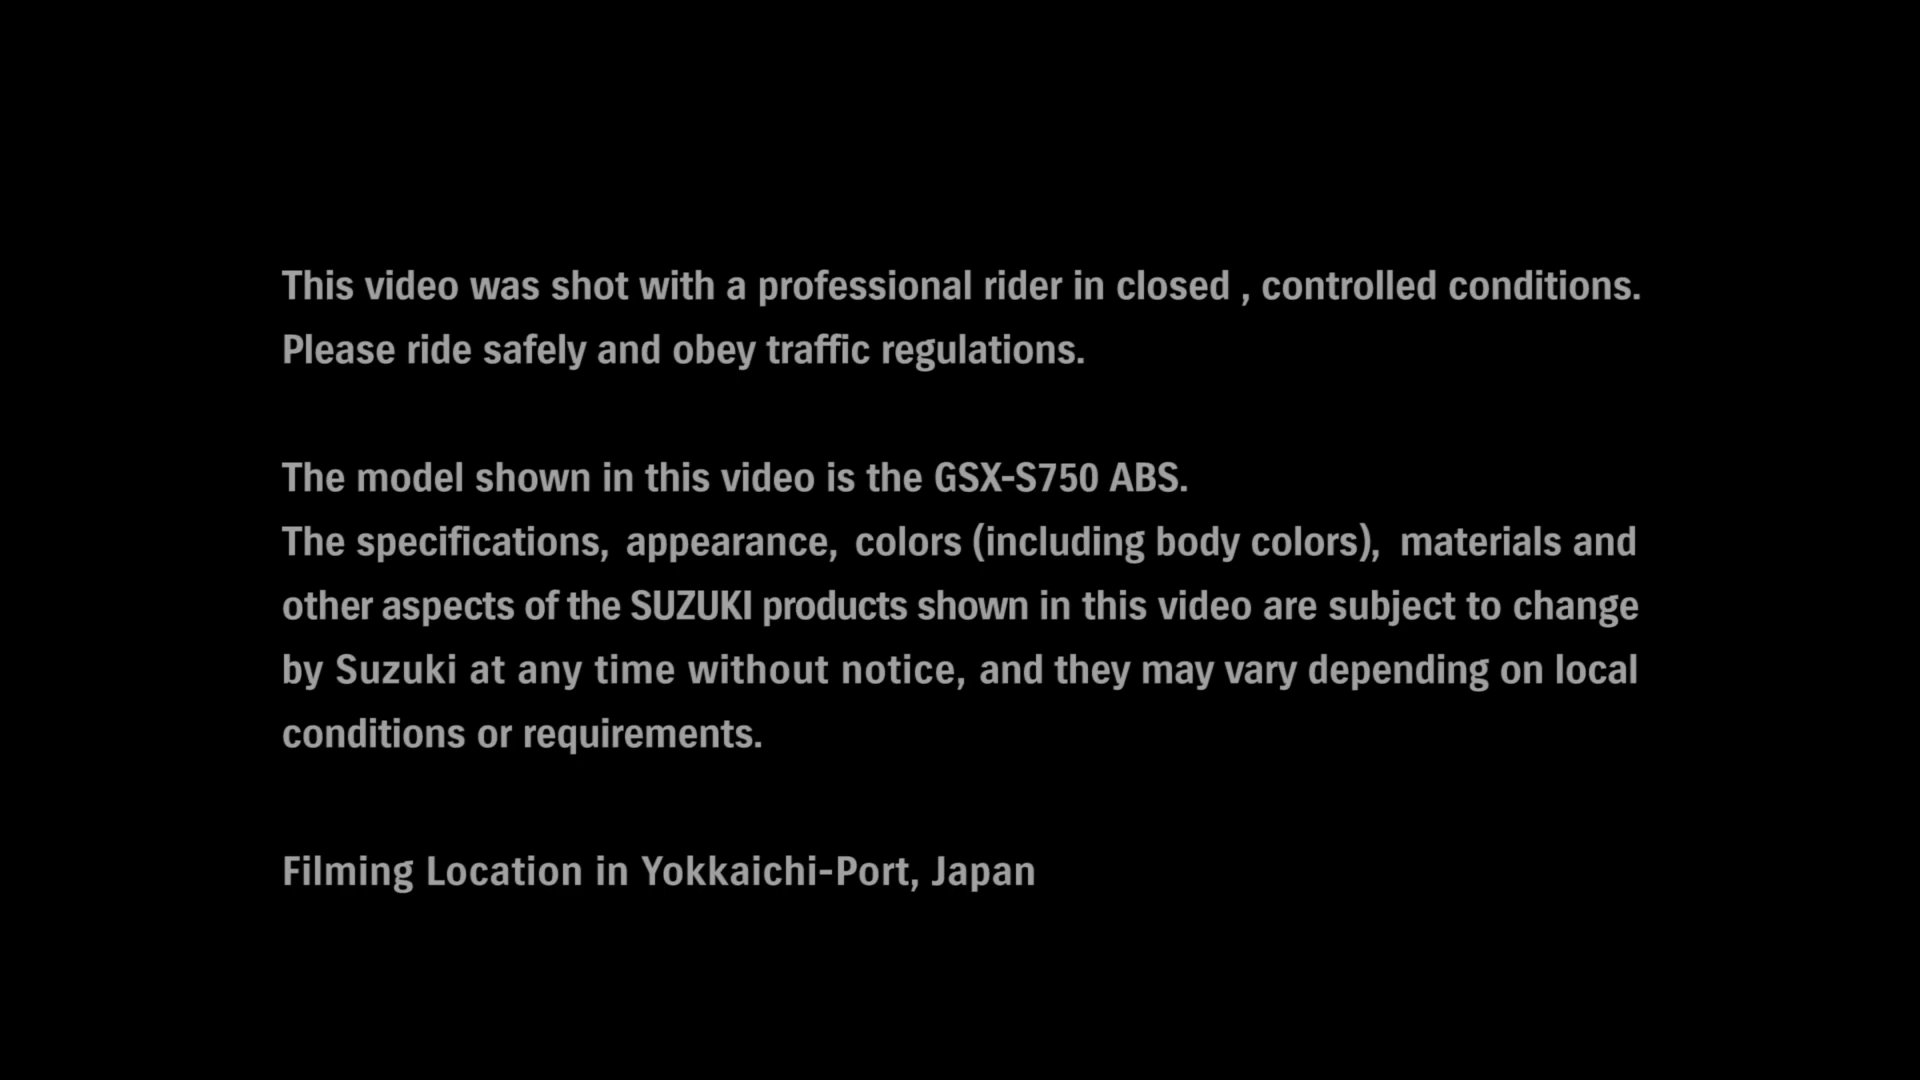 This video was shot with a professional rider in closed , controlled conditions.
Please ride safely and obey traffic regulations.
The model shown in this video is the GSX-S750 ABS.
The specifications, appearance, colors (including body colors), materials and
other aspects of the SUZUKI products shown in this video are subject to change
by Suzuki at any time without notice, and they may vary depending on local
conditions or requirements.
Filming Location in Yokkaichi-Port, Japan